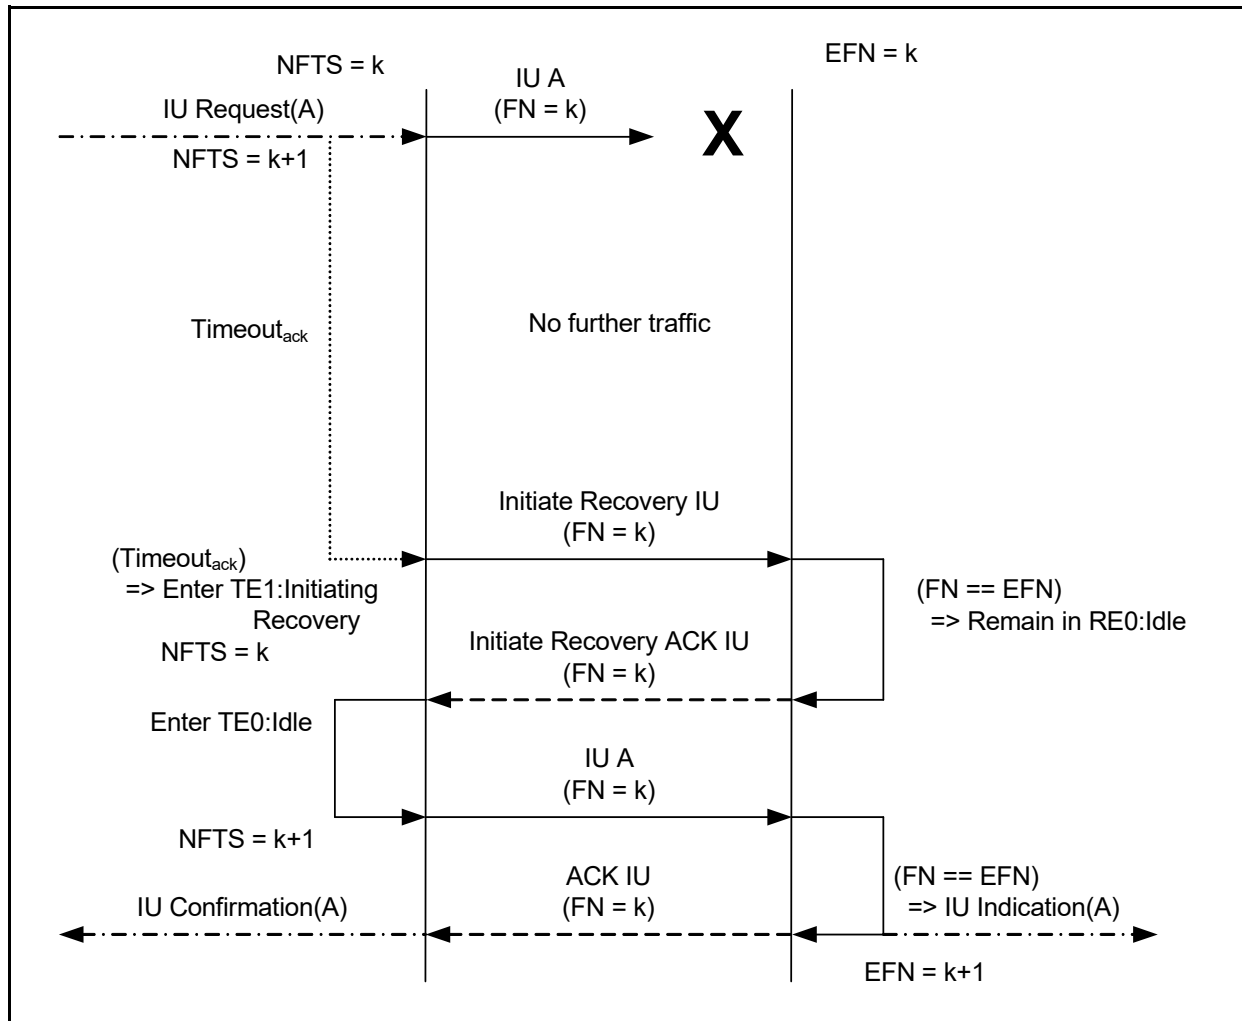 NFTS = k
EFN = k
IU A
IU Request(A)
(FN = k)
X
NFTS = k+1
Timeoutack
No further traffic
Initiate Recovery IU
(FN = k)
(Timeoutack)
=> Enter TE1:Initiating
Recovery
(FN == EFN)
=> Remain in RE0:Idle
NFTS = k
Initiate Recovery ACK IU
(FN = k)
Enter TE0:Idle
IU A
(FN = k)
NFTS = k+1
ACK IU
(FN == EFN)
IU Confirmation(A)
(FN = k)
=> IU Indication(A)
EFN = k+1